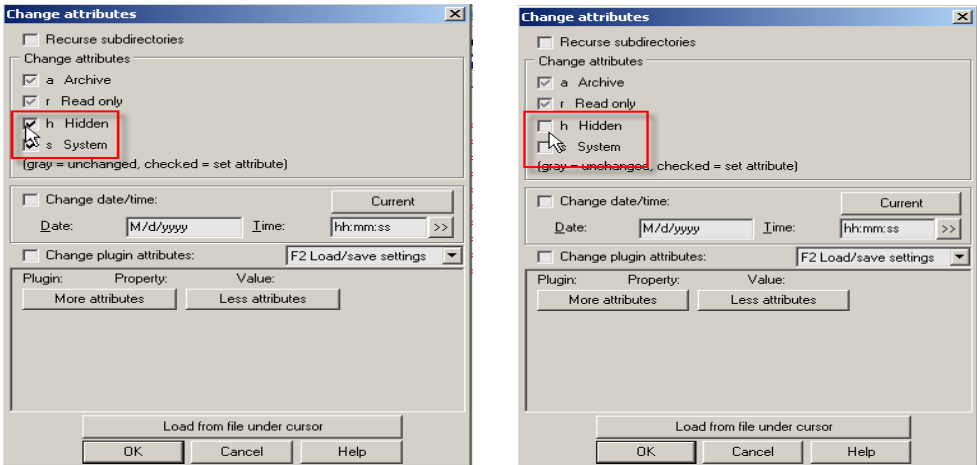 Change attributes
Recurse subdirectories
Change attributes
a Archive
r Read only
h Hidden
s System
(gray = unchanged, checked = set attribute)
Change date/time:
Current
Date:
M/d/yyyy
Time:
hh:mm:ss
>>
Change plugin attributes:
F2 Load/save settings
Plugin: Property: Value:
More attributes
Less attributes
Load from file under cursor
OK
Cancel
Help
Change attributes
Recurse subdirectories
Change attributes
a Archive
r Read only
h Hidden
s System
(gray = unchanged, checked = set attribute)
Change date/time:
Current
Date:
M/d/yyyy
Time:
hh:mm:ss
>>
Change plugin attributes:
F2 Load/save settings
Plugin: Property: Value:
More attributes
Less attributes
Load from file under cursor
OK
Cancel
Help